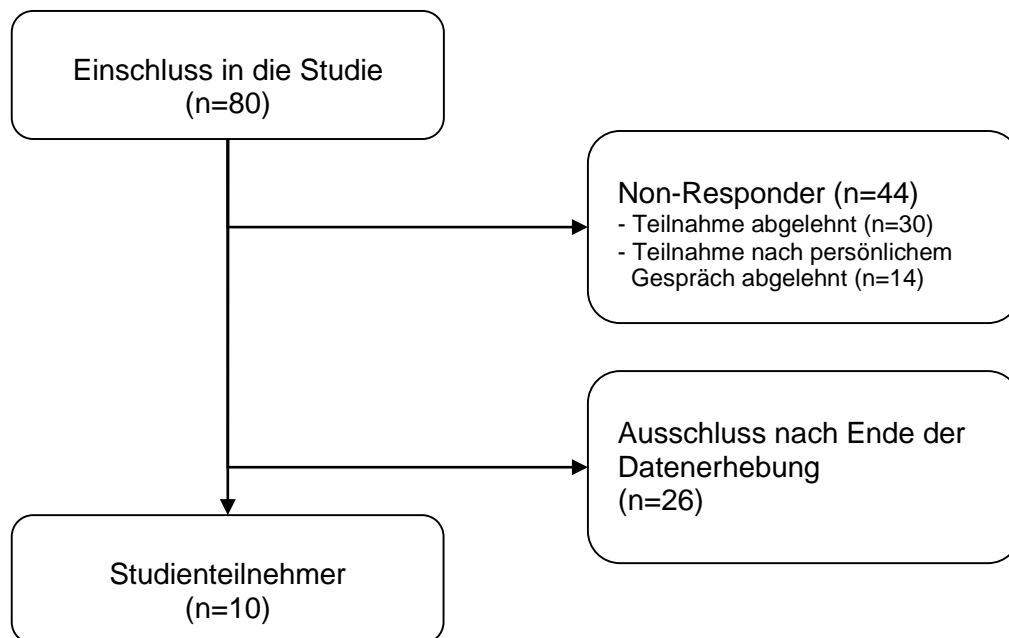 Einschluss in die Studie
(n=80)
Non-Responder (n=44)
- Teilnahme abgelehnt (n=30)
- Teilnahme nach persönlichem
Gespräch abgelehnt (n=14)
Ausschluss nach Ende der
Datenerhebung
(n=26)
Studienteilnehmer
(n=10)